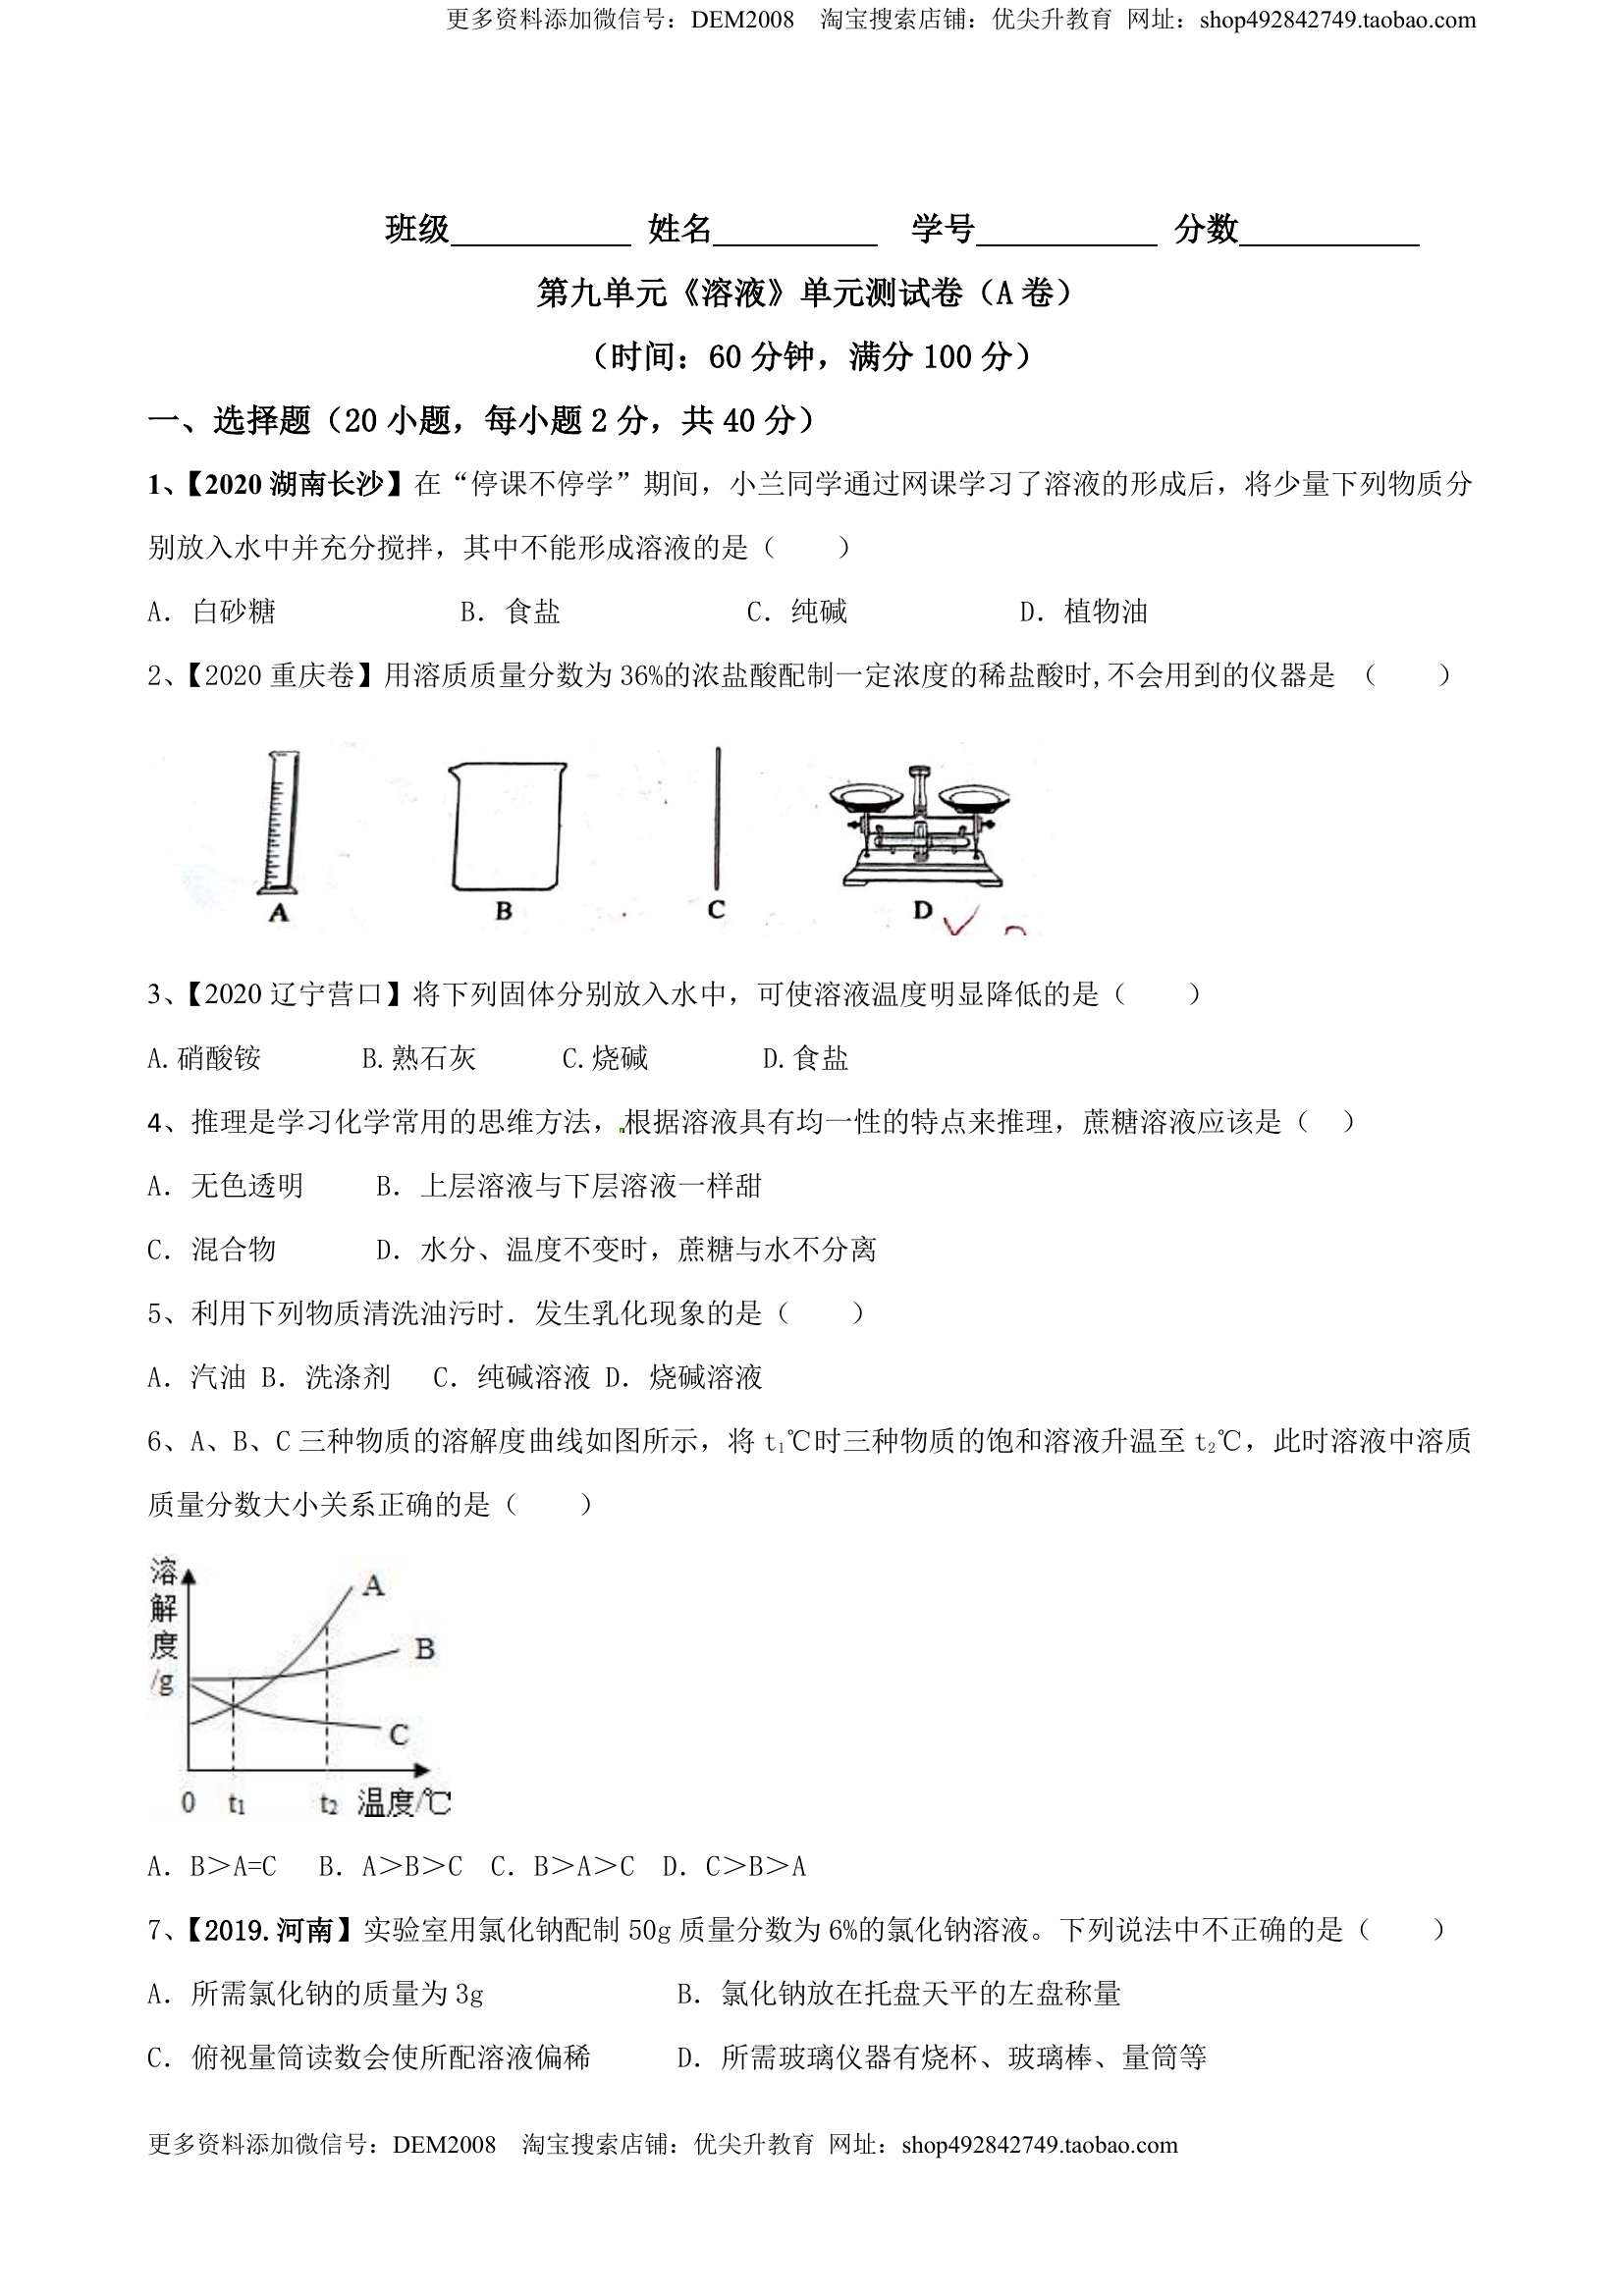 更多资料添加微信号：DEM2008  淘宝搜索店铺：优尖升教育 网址：shop492842749.taobao.com
班级__________ 姓名__________ 学号__________ 分数__________
第九单元《溶液》单元测试卷（A 卷）
（时间：60 分钟，满分 100 分）
一、选择题（20 小题，每小题 2 分，共 40 分）
1、【2020 湖南长沙】在“停课不停学”期间，小兰同学通过网课学习了溶液的形成后，将少量下列物质分
别放入水中并充分搅拌，其中不能形成溶液的是（　　）
A．白砂糖　　B．食盐　　C．纯碱　　D．植物油
2、【2020 重庆卷】用溶质质量分数为 36%的浓盐酸配制一定浓度的稀盐酸时,不会用到的仪器是 （　　）
A　　B　　C　　D
3、【2020 辽宁营口】将下列固体分别放入水中，可使溶液温度明显降低的是（　　）
A.硝酸铵　　B.熟石灰　　C.烧碱　　D.食盐
4、推理是学习化学常用的思维方法，根据溶液具有均一性的特点来推理，蔗糖溶液应该是（　）
A．无色透明　　B．上层溶液与下层溶液一样甜
C．混合物　　D．水分、温度不变时，蔗糖与水不分离
5、利用下列物质清洗油污时．发生乳化现象的是（　　）
A．汽油 B．洗涤剂　C．纯碱溶液 D．烧碱溶液
6、A、B、C 三种物质的溶解度曲线如图所示，将 t₁℃时三种物质的饱和溶液升温至 t₂℃，此时溶液中溶质
质量分数大小关系正确的是（　　）
溶
解
度
/g
A
B
C
0　t₁　t₂　温度/℃
A．B＞A=C　B．A＞B＞C　C．B＞A＞C　D．C＞B＞A
7、【2019.河南】实验室用氯化钠配制 50g 质量分数为 6%的氯化钠溶液。下列说法中不正确的是（　　）
A．所需氯化钠的质量为 3g　　B．氯化钠放在托盘天平的左盘称量
C．俯视量筒读数会使所配溶液偏稀　　D．所需玻璃仪器有烧杯、玻璃棒、量筒等
更多资料添加微信号：DEM2008  淘宝搜索店铺：优尖升教育 网址：shop492842749.taobao.com